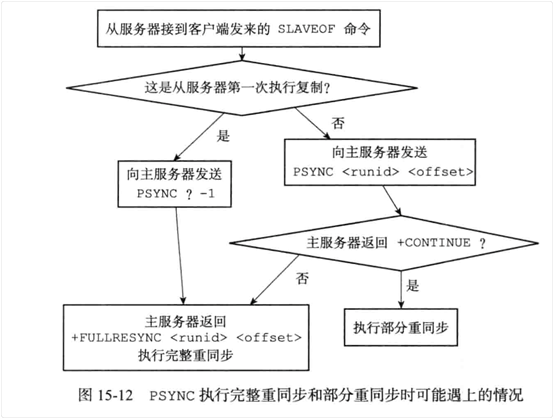 从服务器接到客户端发来的 SLAVEOF 命令
这是从服务器第一次执行复制?
是
否
向主服务器发送
PSYNC ? -1
向主服务器发送
PSYNC <runid> <offset>
主服务器返回 +CONTINUE ?
否
是
主服务器返回
+FULLRESYNC <runid> <offset>
执行完整重同步
执行部分重同步
图 15-12 PSYNC 执行完整重同步和部分重同步时可能遇上的情况